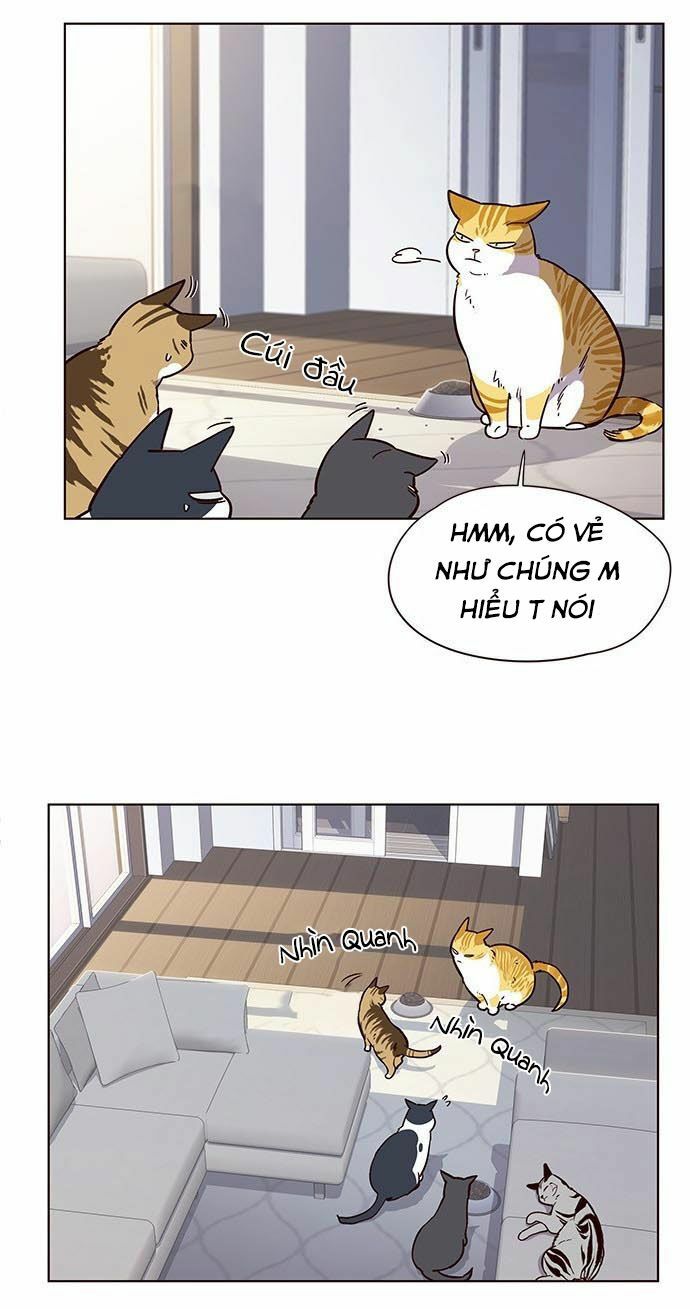 Cúi đầu
HMM, CÓ VẺ
NHƯ CHÚNG M
HIỂU T NÓI
Nhìn Quanh
Nhìn Quanh